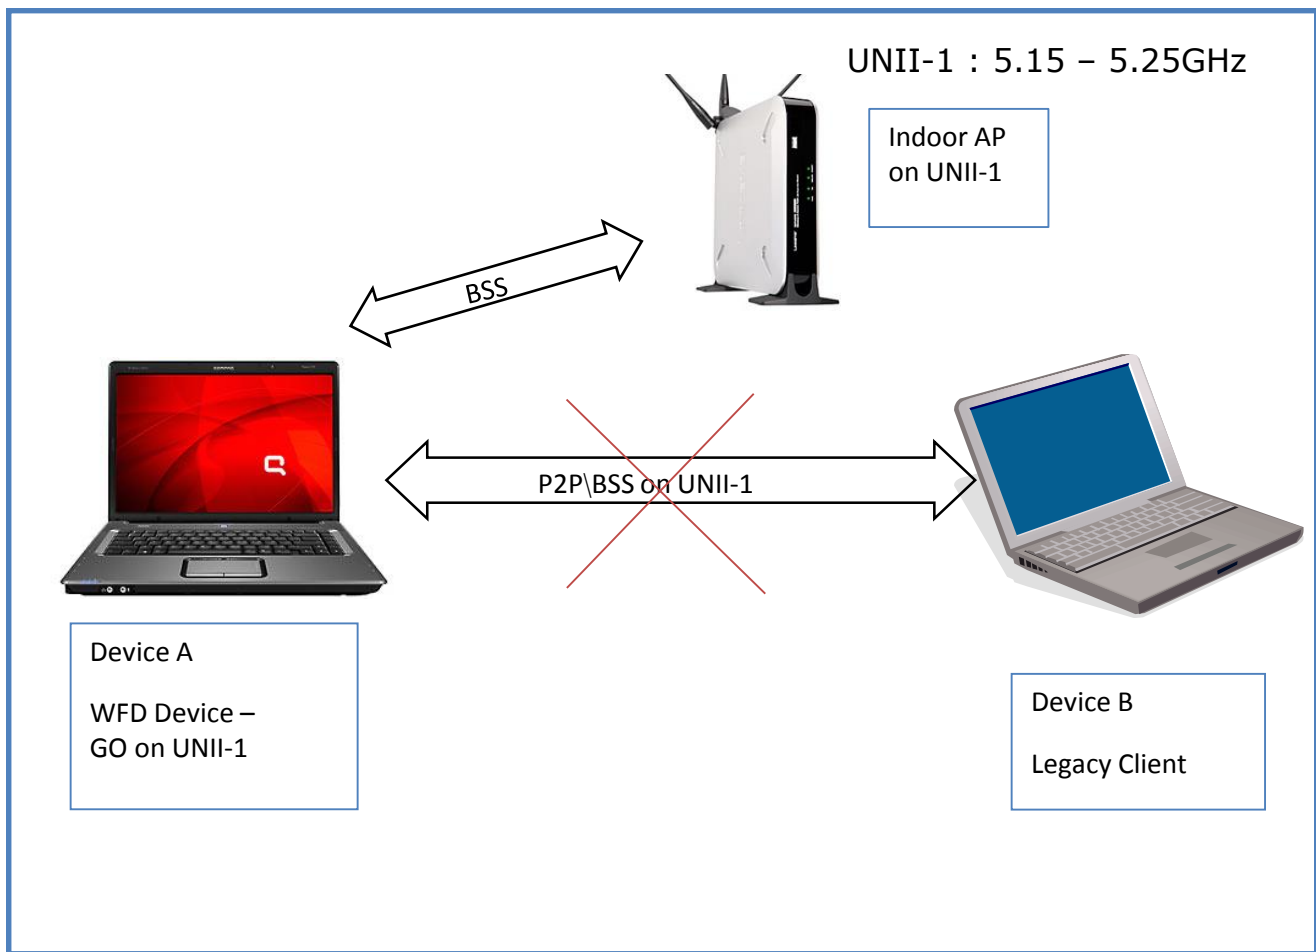 UNII-1 : 5.15 – 5.25GHz
Indoor AP
on UNII-1
BSS
P2P\BSS on UNII-1
Device A
WFD Device –
GO on UNII-1
Device B
Legacy Client